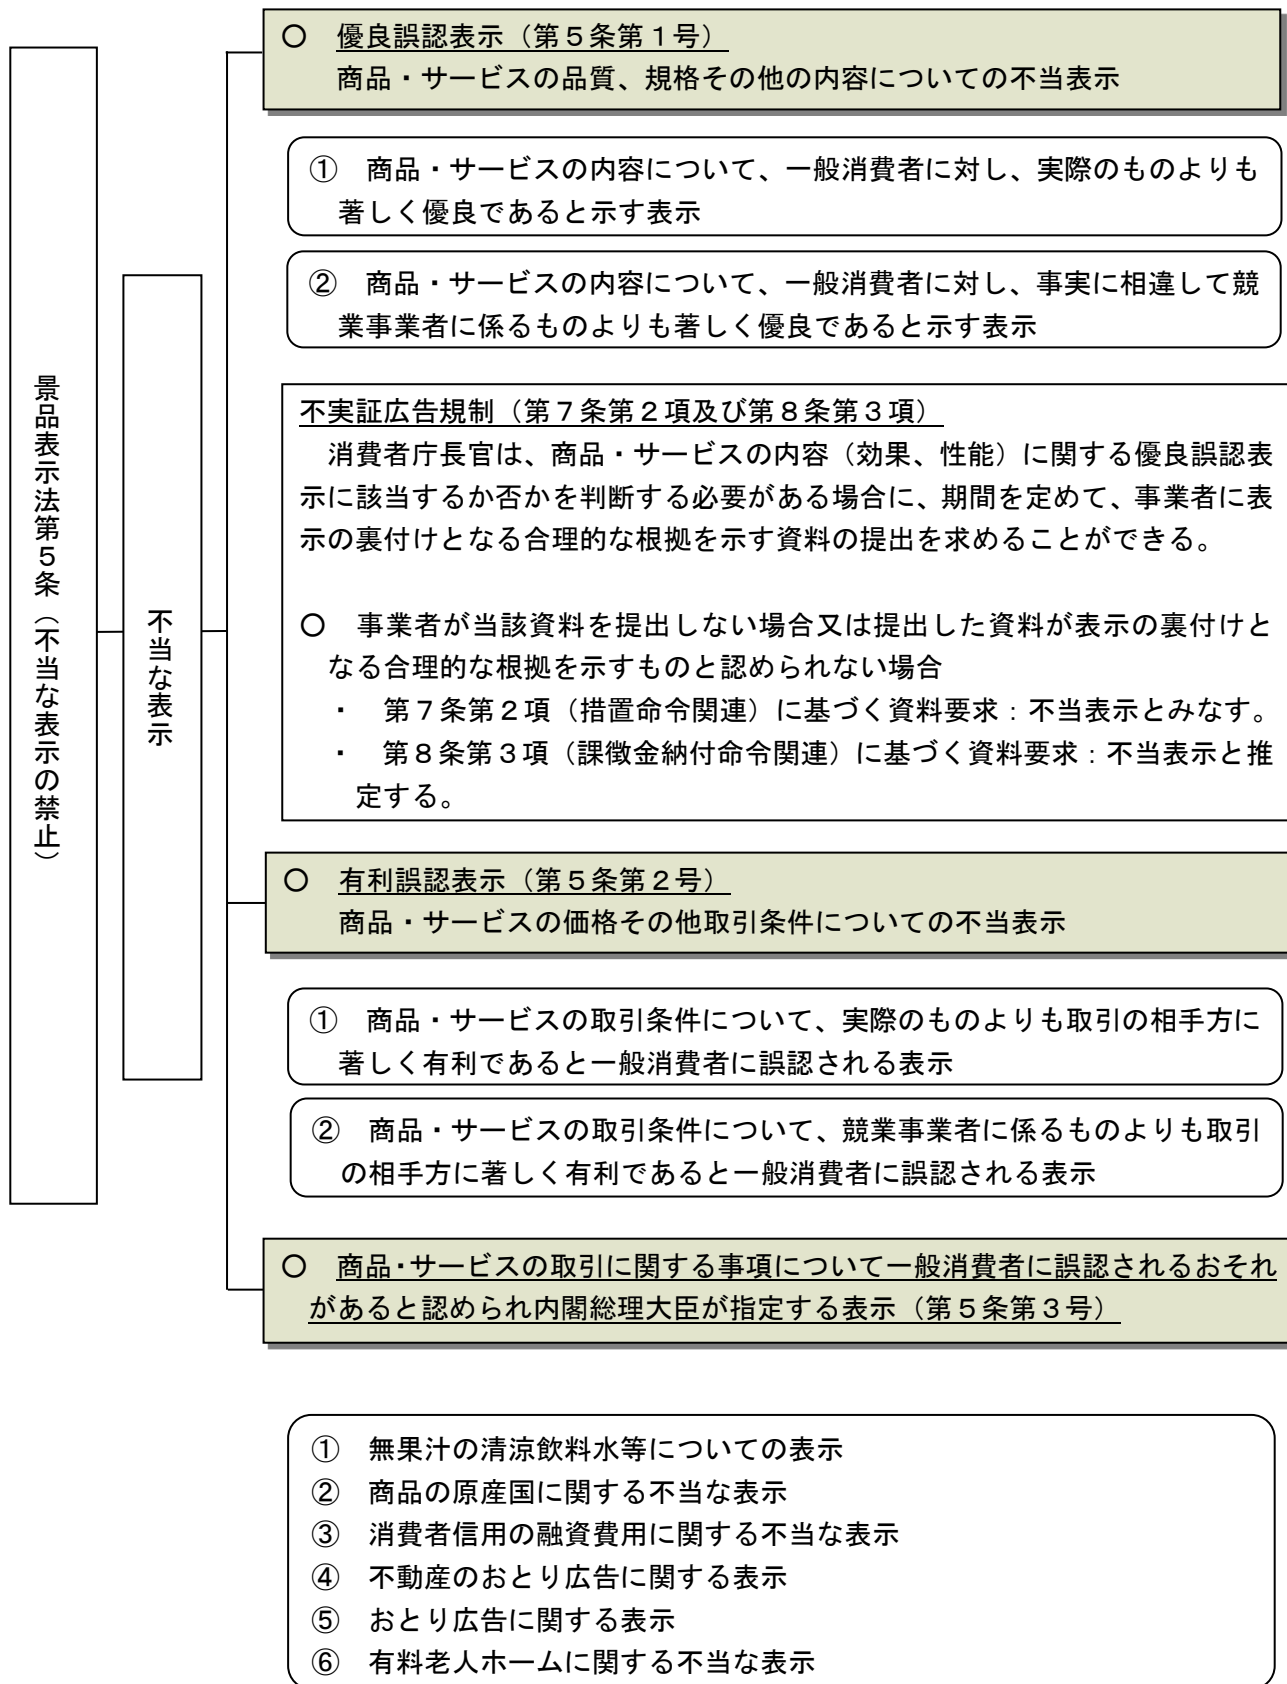 景品表示法第５条（不当な表示の禁止）
不当な表示
○　優良誤認表示（第５条第１号）
商品・サービスの品質、規格その他の内容についての不当表示
①　商品・サービスの内容について、一般消費者に対し、実際のものよりも
著しく優良であると示す表示
②　商品・サービスの内容について、一般消費者に対し、事実に相違して競
業事業者に係るものよりも著しく優良であると示す表示
不実証広告規制（第７条第２項及び第８条第３項）
消費者庁長官は、商品・サービスの内容（効果、性能）に関する優良誤認表
示に該当するか否かを判断する必要がある場合に、期間を定めて、事業者に表
示の裏付けとなる合理的な根拠を示す資料の提出を求めることができる。
○　事業者が当該資料を提出しない場合又は提出した資料が表示の裏付けと
なる合理的な根拠を示すものと認められない場合
・　第７条第２項（措置命令関連）に基づく資料要求：不当表示とみなす。
・　第８条第３項（課徴金納付命令関連）に基づく資料要求：不当表示と推
定する。
○　有利誤認表示（第５条第２号）
商品・サービスの価格その他取引条件についての不当表示
①　商品・サービスの取引条件について、実際のものよりも取引の相手方に
著しく有利であると一般消費者に誤認される表示
②　商品・サービスの取引条件について、競業事業者に係るものよりも取引
の相手方に著しく有利であると一般消費者に誤認される表示
○　商品・サービスの取引に関する事項について一般消費者に誤認されるおそれ
があると認められ内閣総理大臣が指定する表示（第５条第３号）
①　無果汁の清涼飲料水等についての表示
②　商品の原産国に関する不当な表示
③　消費者信用の融資費用に関する不当な表示
④　不動産のおとり広告に関する表示
⑤　おとり広告に関する表示
⑥　有料老人ホームに関する不当な表示